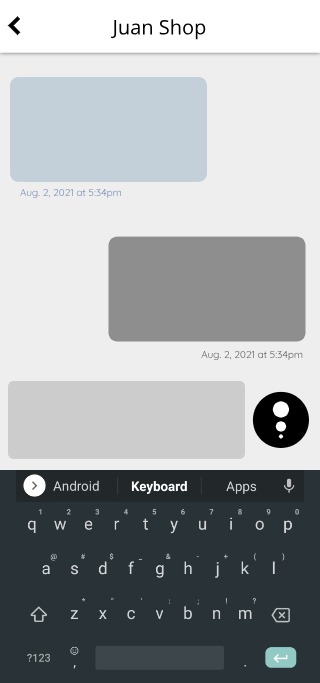 Juan Shop
Aug. 2, 2021 at 5:34pm
Aug. 2, 2021 at 5:34pm
Android Keyboard Apps
1 2 3 4 5 6 7 8 9 0
q w e r t y u i o p
@ # $ _ & - + ( )
a s d f g h j k l
* " ' : ; ! ?
z x c v b n m
?123 , .